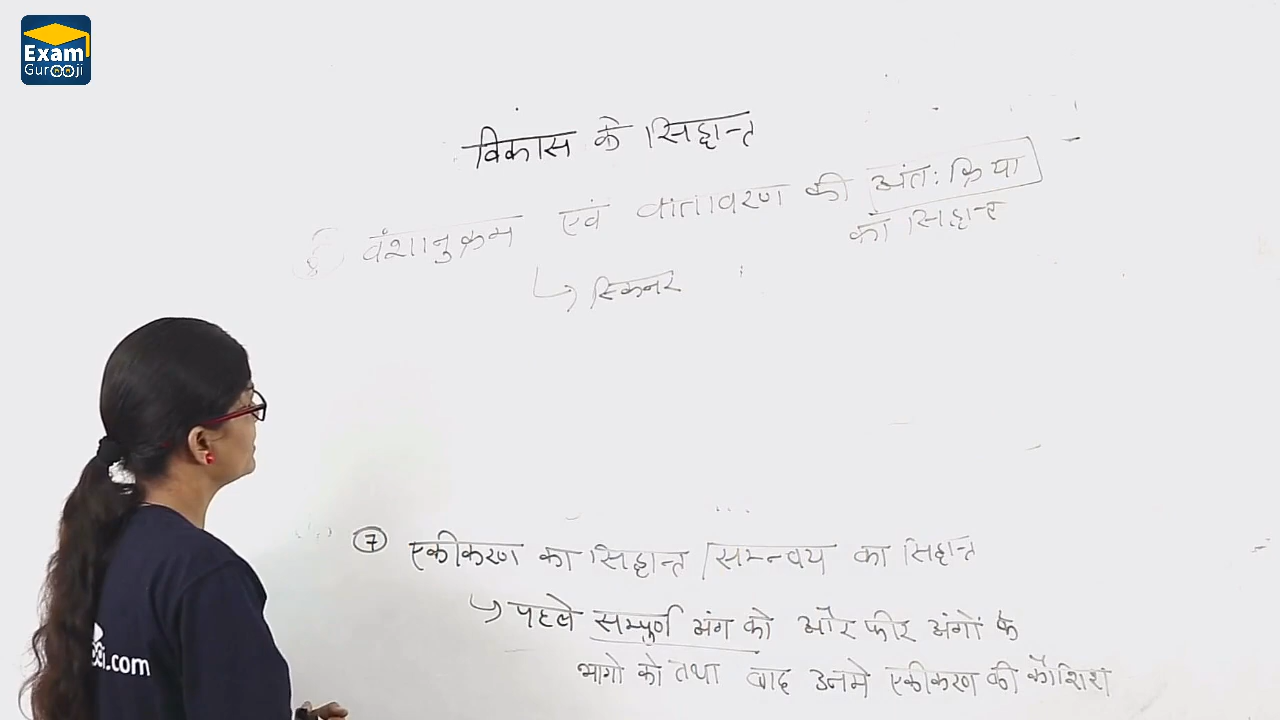 Exam
Gurooji
विकास के सिद्धान्त
वंशानुक्रम एवं वातावरण की अंतः क्रिया
का सिद्धान्त
↳ स्किनर
7 एकीकरण का सिद्धान्त / समन्वय का सिद्धान्त
↳ पहले सम्पूर्ण अंग को और फीर अंगों के
भागो को तथा बाद उनमे एकीकरण की कोशिश
.com